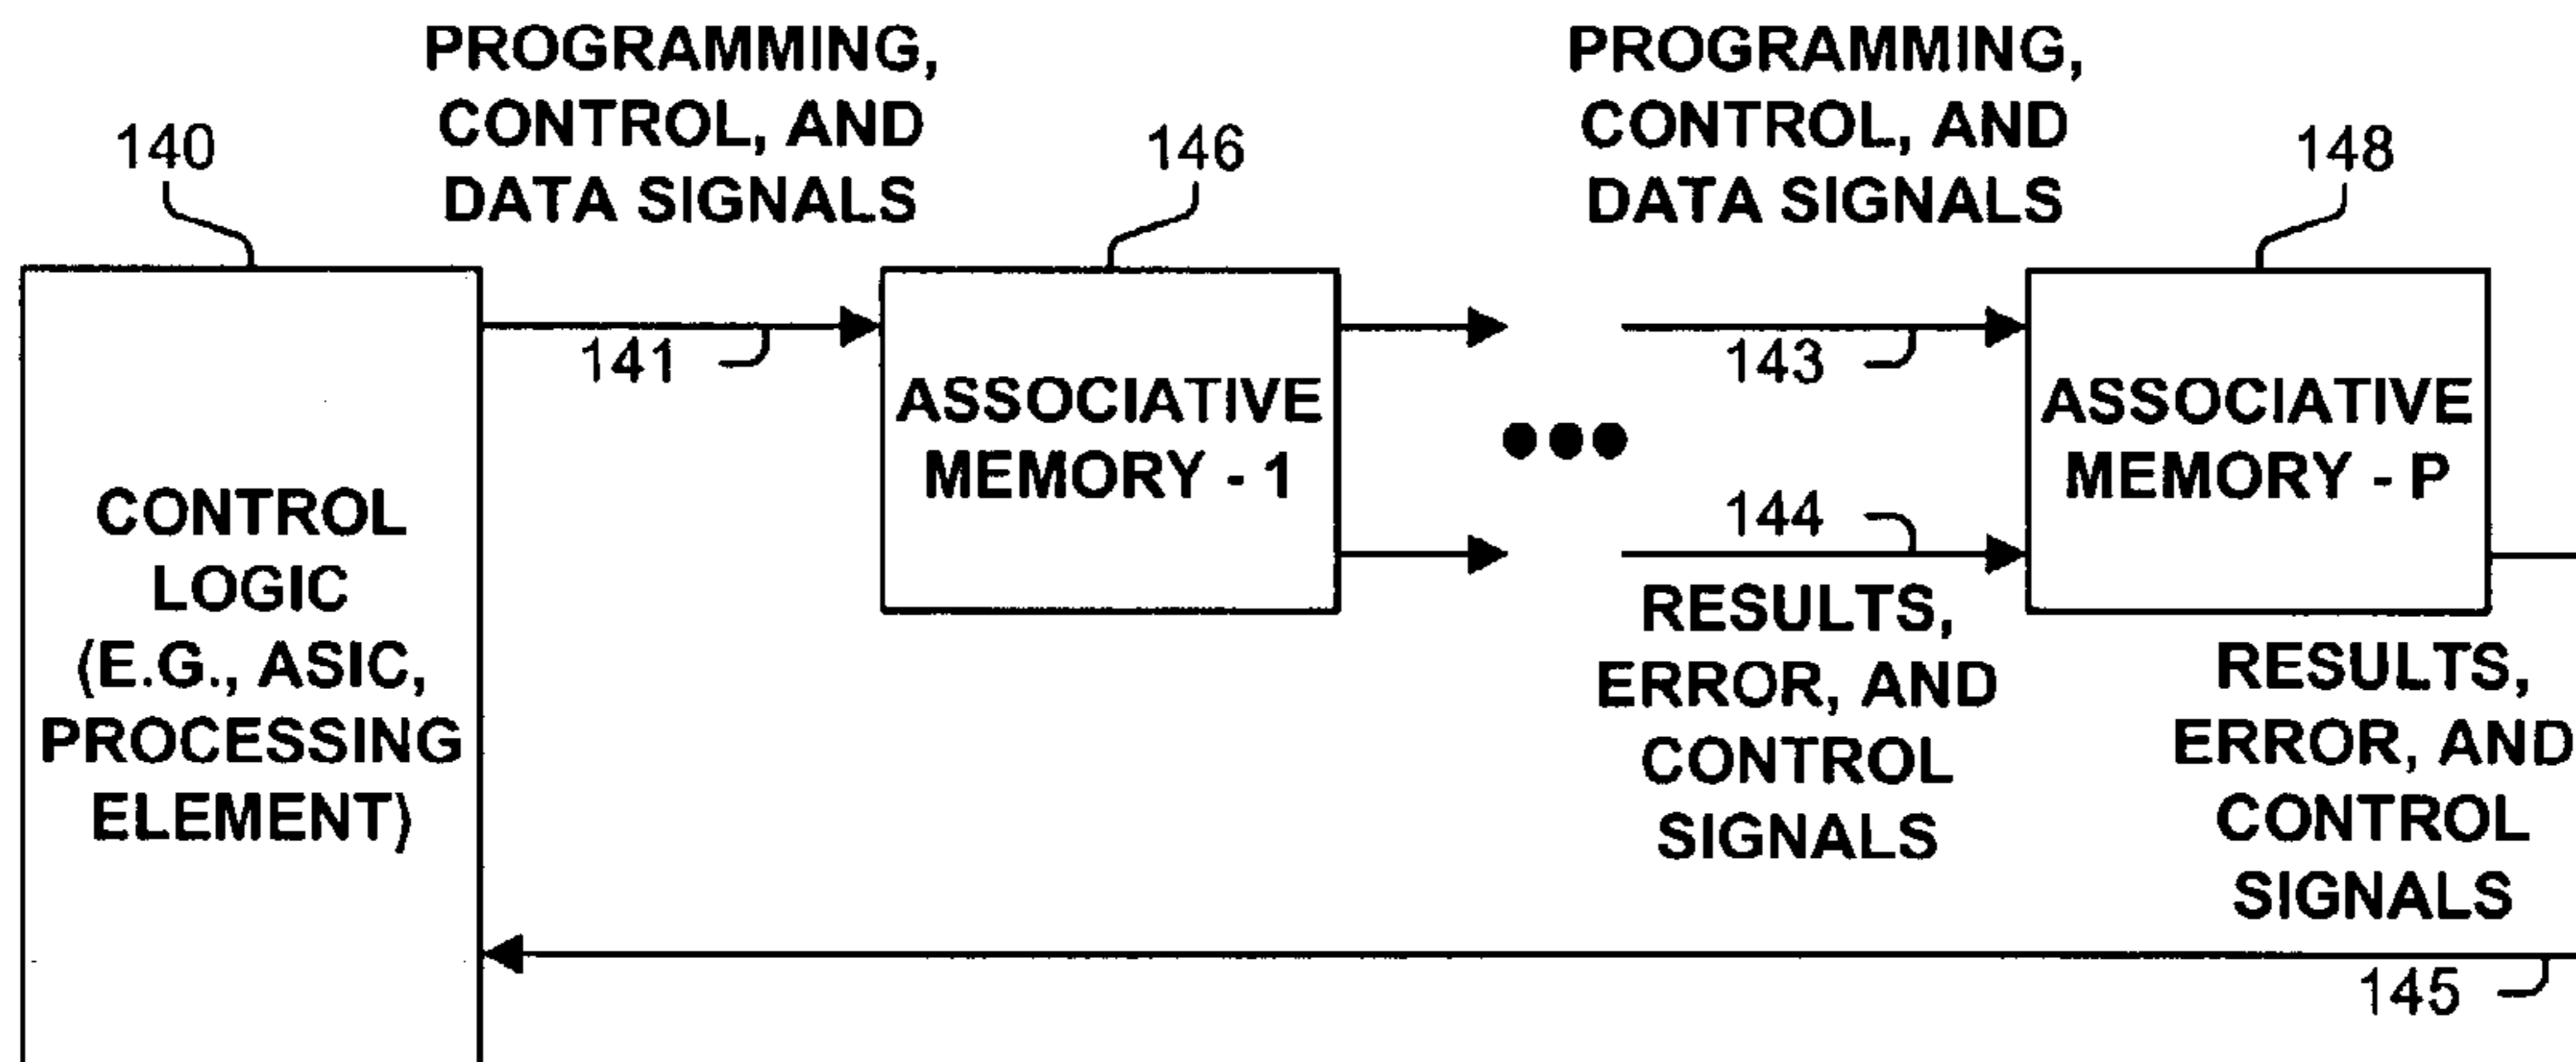 PROGRAMMING,
CONTROL, AND
DATA SIGNALS
PROGRAMMING,
CONTROL, AND
DATA SIGNALS
140
146
148
141
143
ASSOCIATIVE
MEMORY - 1
ASSOCIATIVE
MEMORY - P
144
CONTROL
LOGIC
(E.G., ASIC,
PROCESSING
ELEMENT)
RESULTS,
ERROR, AND
CONTROL
SIGNALS
RESULTS,
ERROR, AND
CONTROL
SIGNALS
145